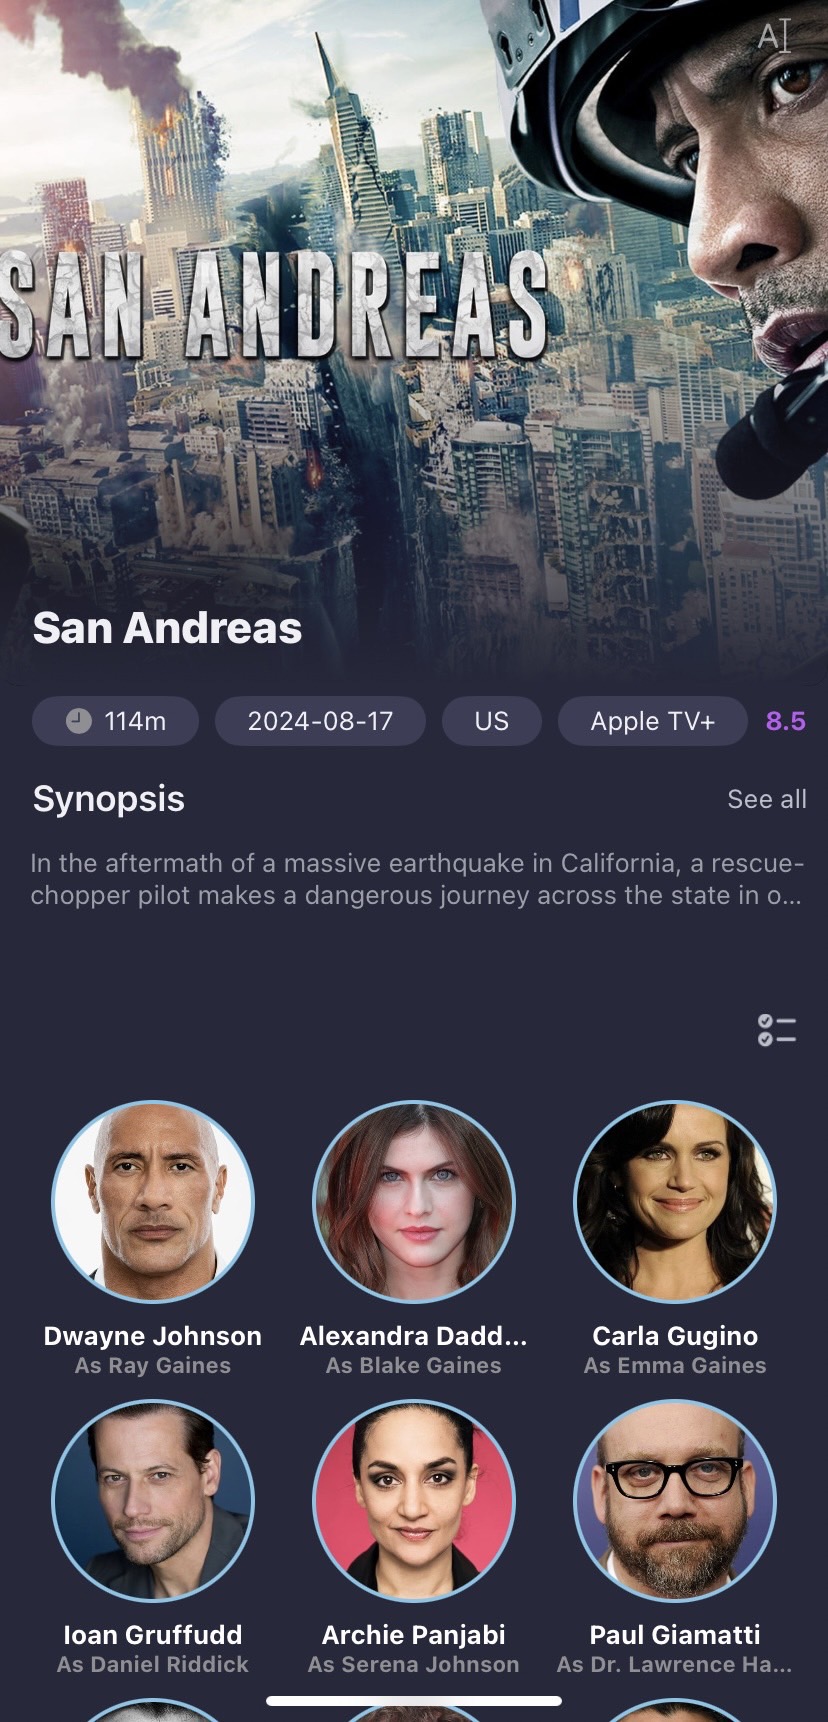 A
SAN ANDREAS
San Andreas
114m
2024-08-17
US
Apple TV+
8.5
Synopsis
See all
In the aftermath of a massive earthquake in California, a rescue-
chopper pilot makes a dangerous journey across the state in o...
Dwayne Johnson
Alexandra Dadd...
Carla Gugino
As Ray Gaines
As Blake Gaines
As Emma Gaines
Ioan Gruffudd
Archie Panjabi
Paul Giamatti
As Daniel Riddick
As Serena Johnson
As Dr. Lawrence Ha...